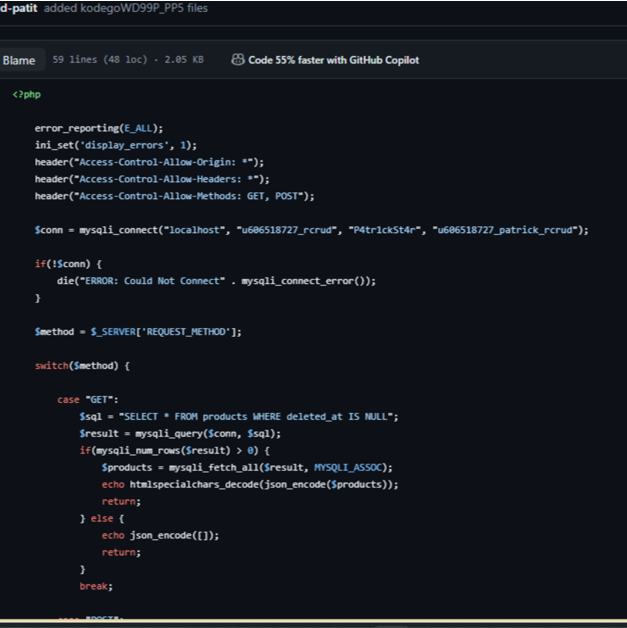 d-patit added kodegoWD99P_PP5 files
Blame 59 lines (48 loc) · 2.05 KB Code 55% faster with GitHub Copilot
<?php
error_reporting(E_ALL);
ini_set('display_errors', 1);
header("Access-Control-Allow-Origin: *");
header("Access-Control-Allow-Headers: *");
header("Access-Control-Allow-Methods: GET, POST");
$conn = mysqli_connect("localhost", "u606518727_rcrud", "P4tr1ckSt4r", "u606518727_patrick_rcrud");
if(!$conn) {
die("ERROR: Could Not Connect" . mysqli_connect_error());
}
$method = $_SERVER['REQUEST_METHOD'];
switch($method) {
case "GET":
$sql = "SELECT * FROM products WHERE deleted_at IS NULL";
$result = mysqli_query($conn, $sql);
if(mysqli_num_rows($result) > 0) {
$products = mysqli_fetch_all($result, MYSQLI_ASSOC);
echo htmlspecialchars_decode(json_encode($products));
return;
} else {
echo json_encode([]);
return;
}
break;
case "POST":